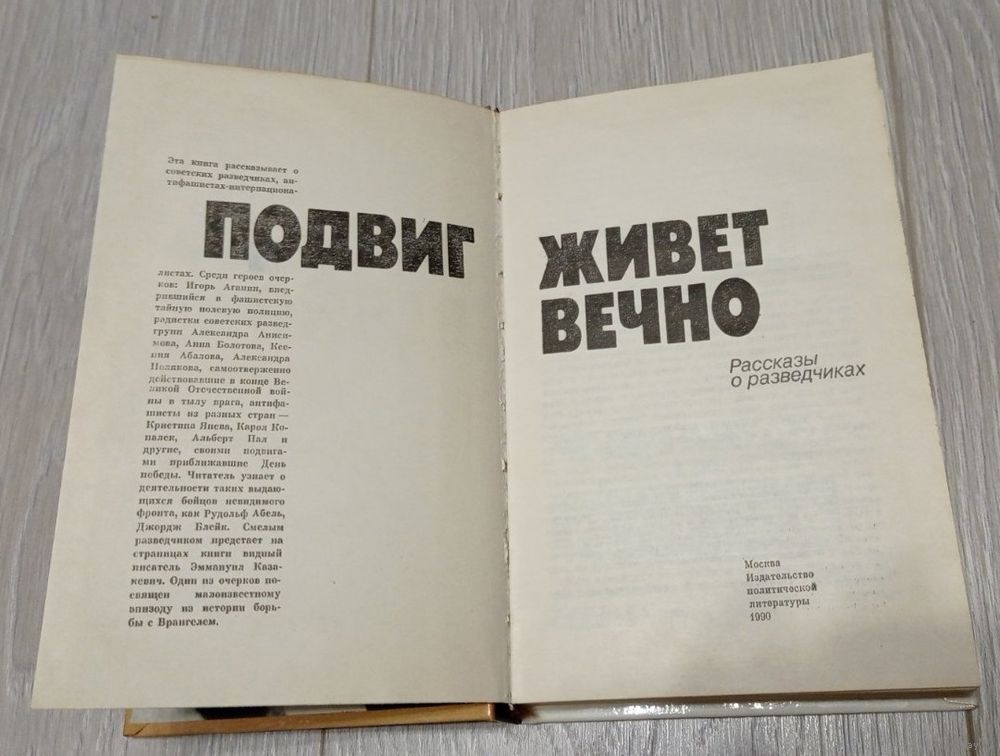 Эта книга рассказывает о
советских разведчиках, ан-
тифашистах-интернациона-
ПОДВИГ
листах. Среди героев очер-
ков: Игорь Аганин, внед-
рившийся в фашистскую
тайную полевую полицию,
радистки советских развед-
групп Александра Аниси-
мова, Анна Болотова, Ксе-
ния Абалова, Александра
Полякова, самоотверженно
действовавшие в конце Ве-
ликой Отечественной вой-
ны в тылу врага, антифа-
шисты из разных стран —
Кристина Янева, Карол Ко-
палек, Альберт Пал и
другие, своими подвига-
ми приближавшие День
победы. Читатель узнает о
деятельности таких выдаю-
щихся бойцов невидимого
фронта, как Рудольф Абель,
Джордж Блейк. Смелым
разведчиком предстает на
страницах книги видный
писатель Эммануил Каза-
кевич. Один из очерков по-
священ малоизвестному
эпизоду из истории борь-
бы с Врангелем.
ЖИВЕТ
ВЕЧНО
Рассказы
о разведчиках
Москва
Издательство
политической
литературы
1990